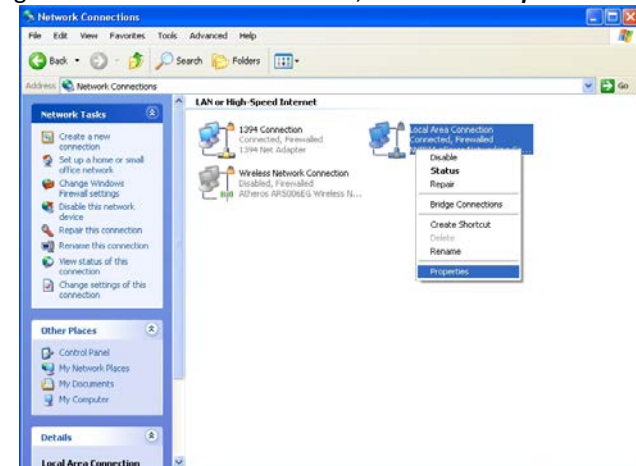 Network Connections
File Edit View Favorites Tools Advanced Help
Back Search Folders
Address Network Connections Go
Network Tasks
Create a new
connection
Set up a home or small
office network
Change Windows
Firewall settings
Disable this network
device
Repair this connection
Rename this connection
View status of this
connection
Change settings of this
connection
Other Places
Control Panel
My Network Places
My Documents
My Computer
Details
Local Area Connection
LAN or High-Speed Internet
1394 Connection
Connected, Firewalled
1394 Net Adapter
Local Area Connection
Connected, Firewalled
Wireless Network Connection
Disabled, Firewalled
Atheros AR5006EG Wireless N...
Disable
Status
Repair
Bridge Connections
Create Shortcut
Delete
Rename
Properties